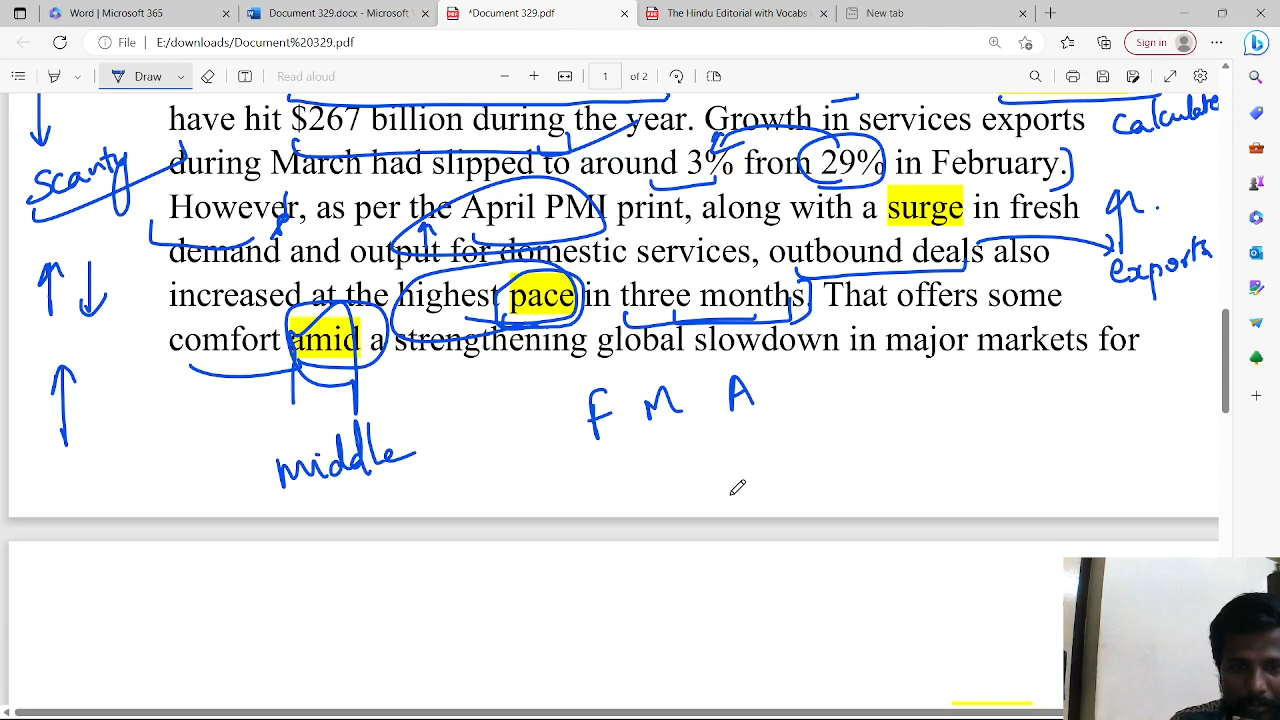 Word | Microsoft 365
Document 329.docx - Microsoft
*Document 329.pdf
The Hindu Editorial with Vocabs
New tab
File
E:/downloads/Document%20329.pdf
Sign in
Draw
Read aloud
1
of 2
have hit $267 billion during the year. Growth in services exports
calculate
during March had slipped to around 3% from 29% in February.
scanty
However, as per the April PMI print, along with a surge in fresh
demand and output for domestic services, outbound deals also
exports
increased at the highest pace in three months. That offers some
comfort amid a strengthening global slowdown in major markets for
F M A
middle